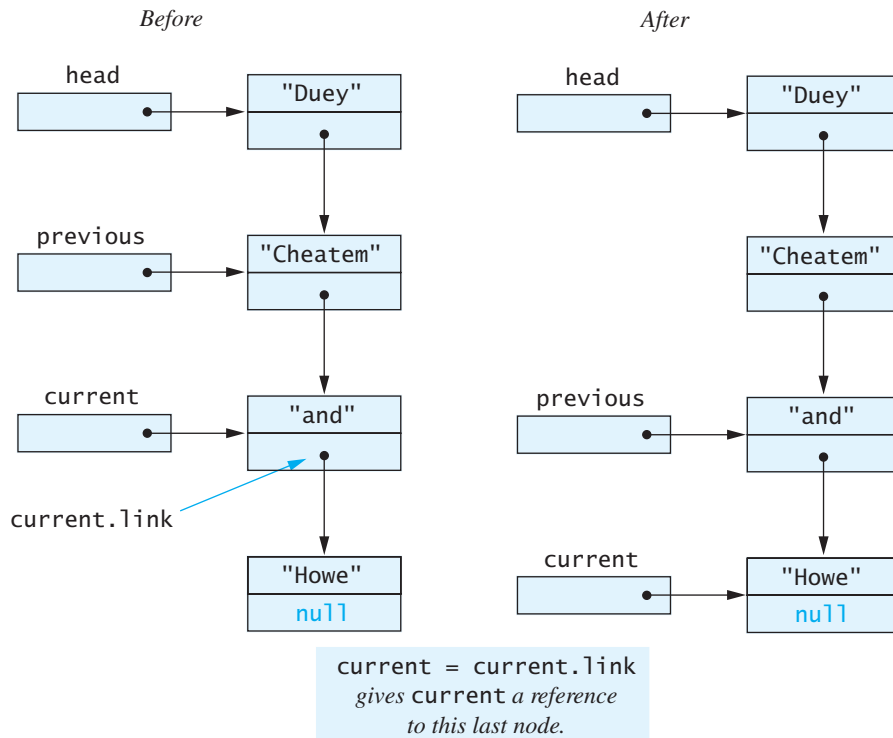 Before
head
"Duey"
previous
"Cheatem"
current
"and"
current.link
"Howe"
null
After
head
"Duey"
"Cheatem"
previous
"and"
current
"Howe"
null
current = current.link
gives current a reference
to this last node.